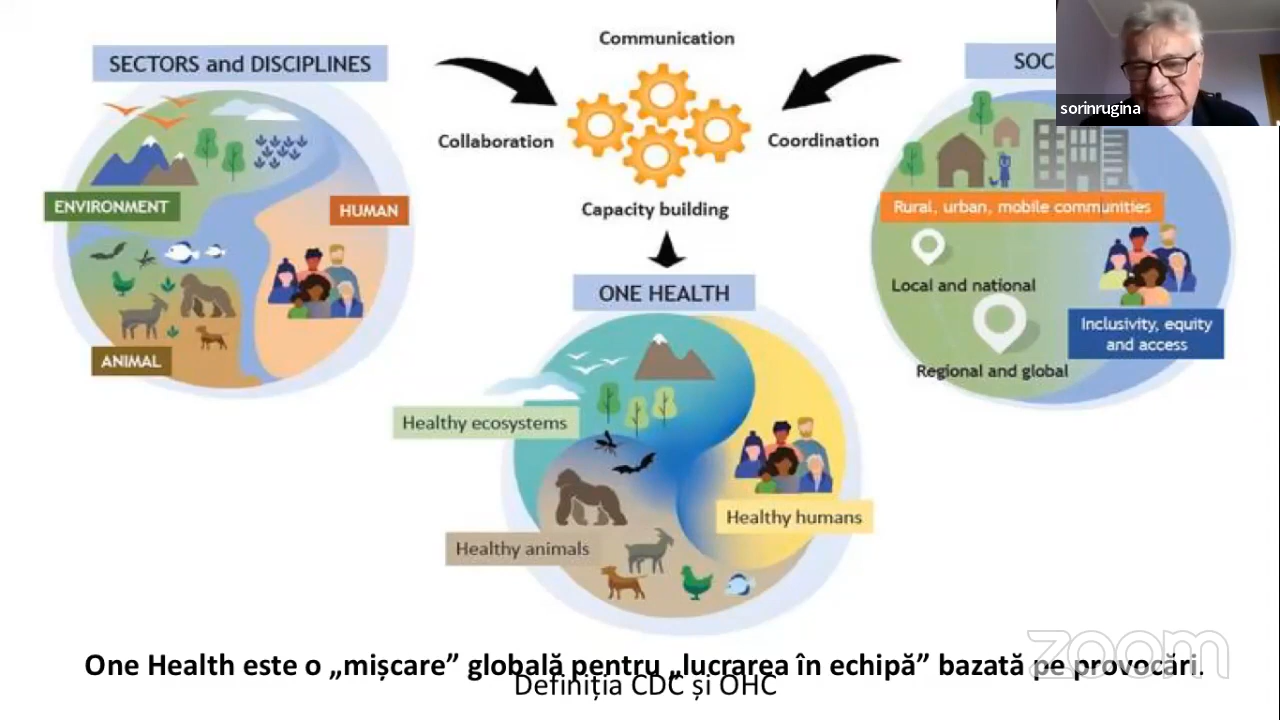 Communication
SECTORS and DISCIPLINES
SOC
sorinrugina
Collaboration
Coordination
ENVIRONMENT
HUMAN
Capacity building
Rural, urban, mobile communities
Local and national
ONE HEALTH
Inclusivity, equity
and access
ANIMAL
Regional and global
Healthy ecosystems
Healthy humans
Healthy animals
zoom
One Health este o „mișcare” globală pentru „lucrarea în echipă” bazată pe provocări.
Definiția CDC și OHC